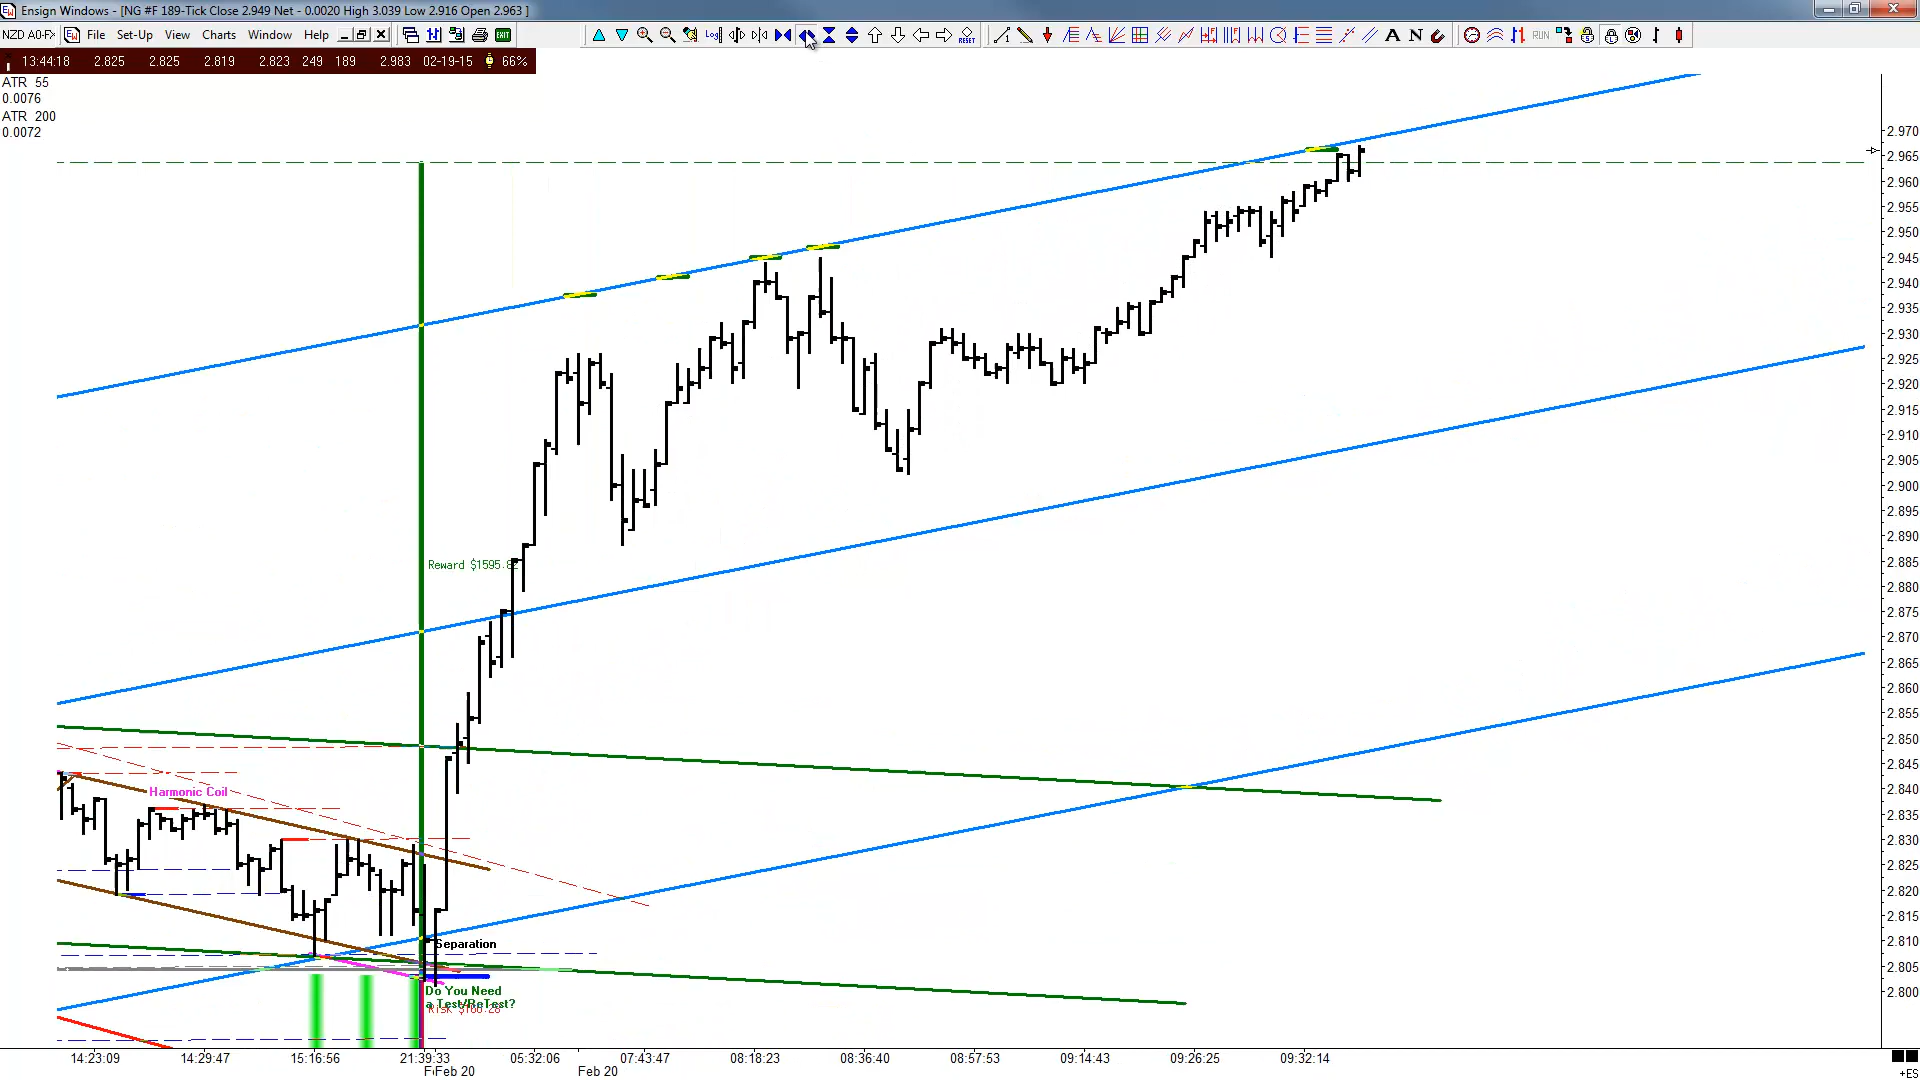 Ensign Windows - [NG #F 189-Tick Close 2.949 Net - 0.0020 High 3.039 Low 2.916 Open 2.963 ]
NZD A0-F> File Set-Up View Charts Window Help
Log RESET A N RUN
13:44:18 2.825 2.825 2.819 2.823 249 189 2.983 02-19-15 66%
ATR 55
0.0076
ATR 200
0.0072
2.970
2.965
2.960
2.955
2.950
2.945
2.940
2.935
2.930
2.925
2.920
2.915
2.910
2.905
2.900
2.895
2.890
2.885
2.880
2.875
2.870
2.865
2.860
2.855
2.850
2.845
2.840
2.835
2.830
2.825
2.820
2.815
2.810
2.805
2.800
Reward $1595.82
Harmonic Coil
Separation
Do You Need
a Test/ReTest?
Risk $160.28
14:23:09 14:29:47 15:16:56 21:39:33 05:32:06 07:43:47 08:18:23 08:36:40 08:57:53 09:14:43 09:26:25 09:32:14
Feb 20 Feb 20
+ES